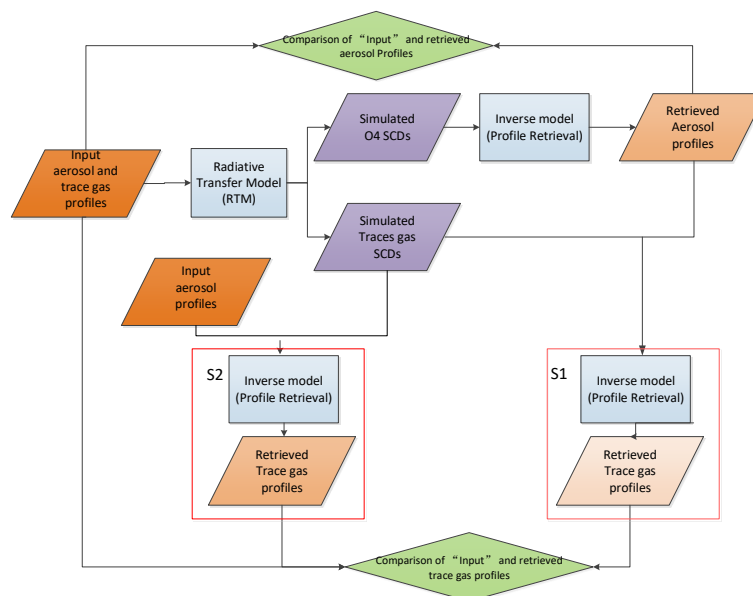 Comparison of “Input” and retrieved
aerosol Profiles
Simulated
O4 SCDs
Inverse model
(Profile Retrieval)
Retrieved
Aerosol
profiles
Input
aerosol and
trace gas
profiles
Radiative
Transfer Model
(RTM)
Simulated
Traces gas
SCDs
Input
aerosol
profiles
S2
Inverse model
(Profile Retrieval)
Retrieved
Trace gas
profiles
S1
Inverse model
(Profile Retrieval)
Retrieved
Trace gas
profiles
Comparison of “Input” and retrieved
trace gas profiles